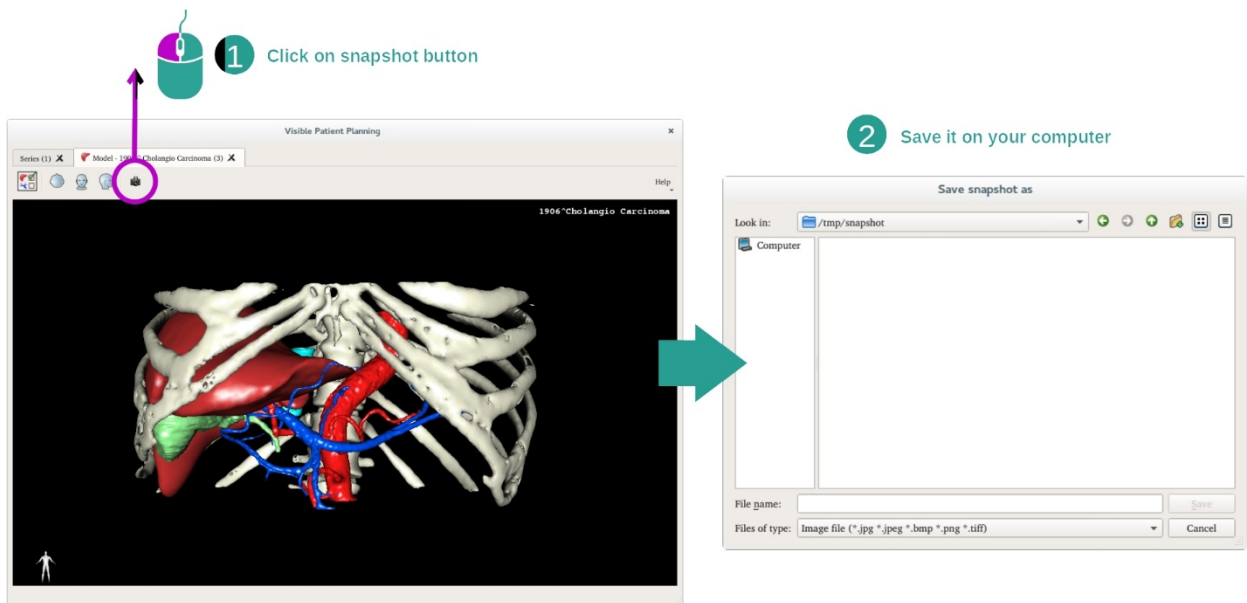 1 Click on snapshot button
Visible Patient Planning
Series (1)
Model - 190 Cholangio Carcinoma (3)
Help
1906^Cholangio Carcinoma
2 Save it on your computer
Save snapshot as
Look in: /tmp/snapshot
Computer
File name: Save
Files of type: Image file (*.jpg *.jpeg *.bmp *.png *.tiff) Cancel